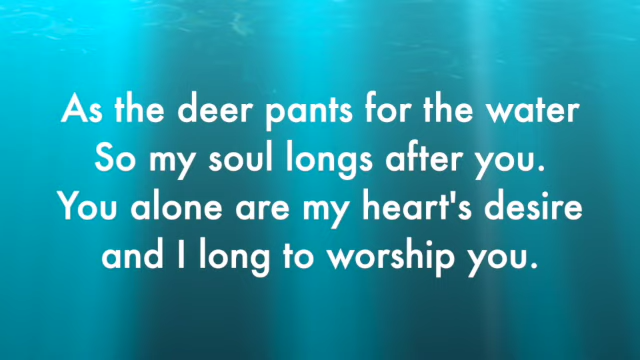 As the deer pants for the water
So my soul longs after you.
You alone are my heart's desire
and I long to worship you.